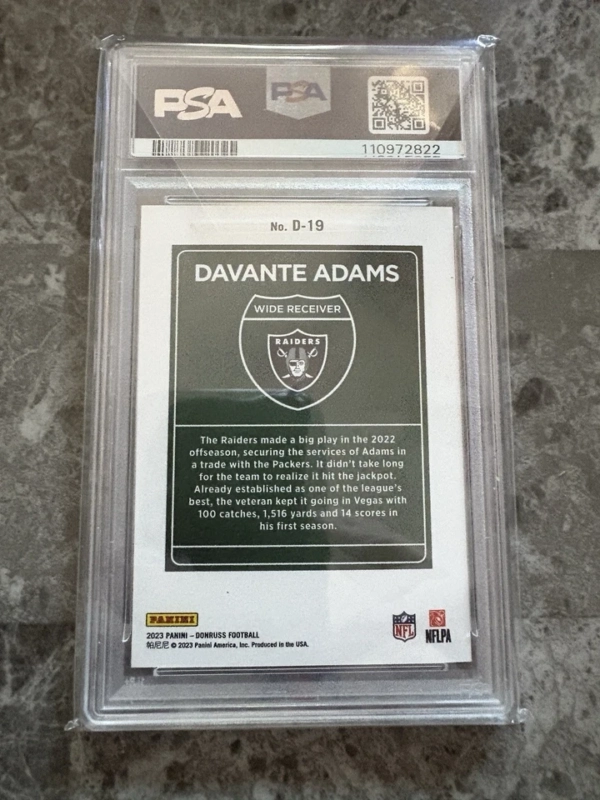 PSA
PSA
110972822
No. D-19
DAVANTE ADAMS
WIDE RECEIVER
RAIDERS
The Raiders made a big play in the 2022
offseason, securing the services of Adams in
a trade with the Packers. It didn't take long
for the team to realize it hit the jackpot.
Already established as one of the league's
best, the veteran kept it going in Vegas with
100 catches, 1,516 yards and 14 scores in
his first season.
PANINI
2023 PANINI – DONRUSS FOOTBALL
帕尼尼 © 2023 Panini America, Inc. Produced in the USA.
NFL
NFLPA